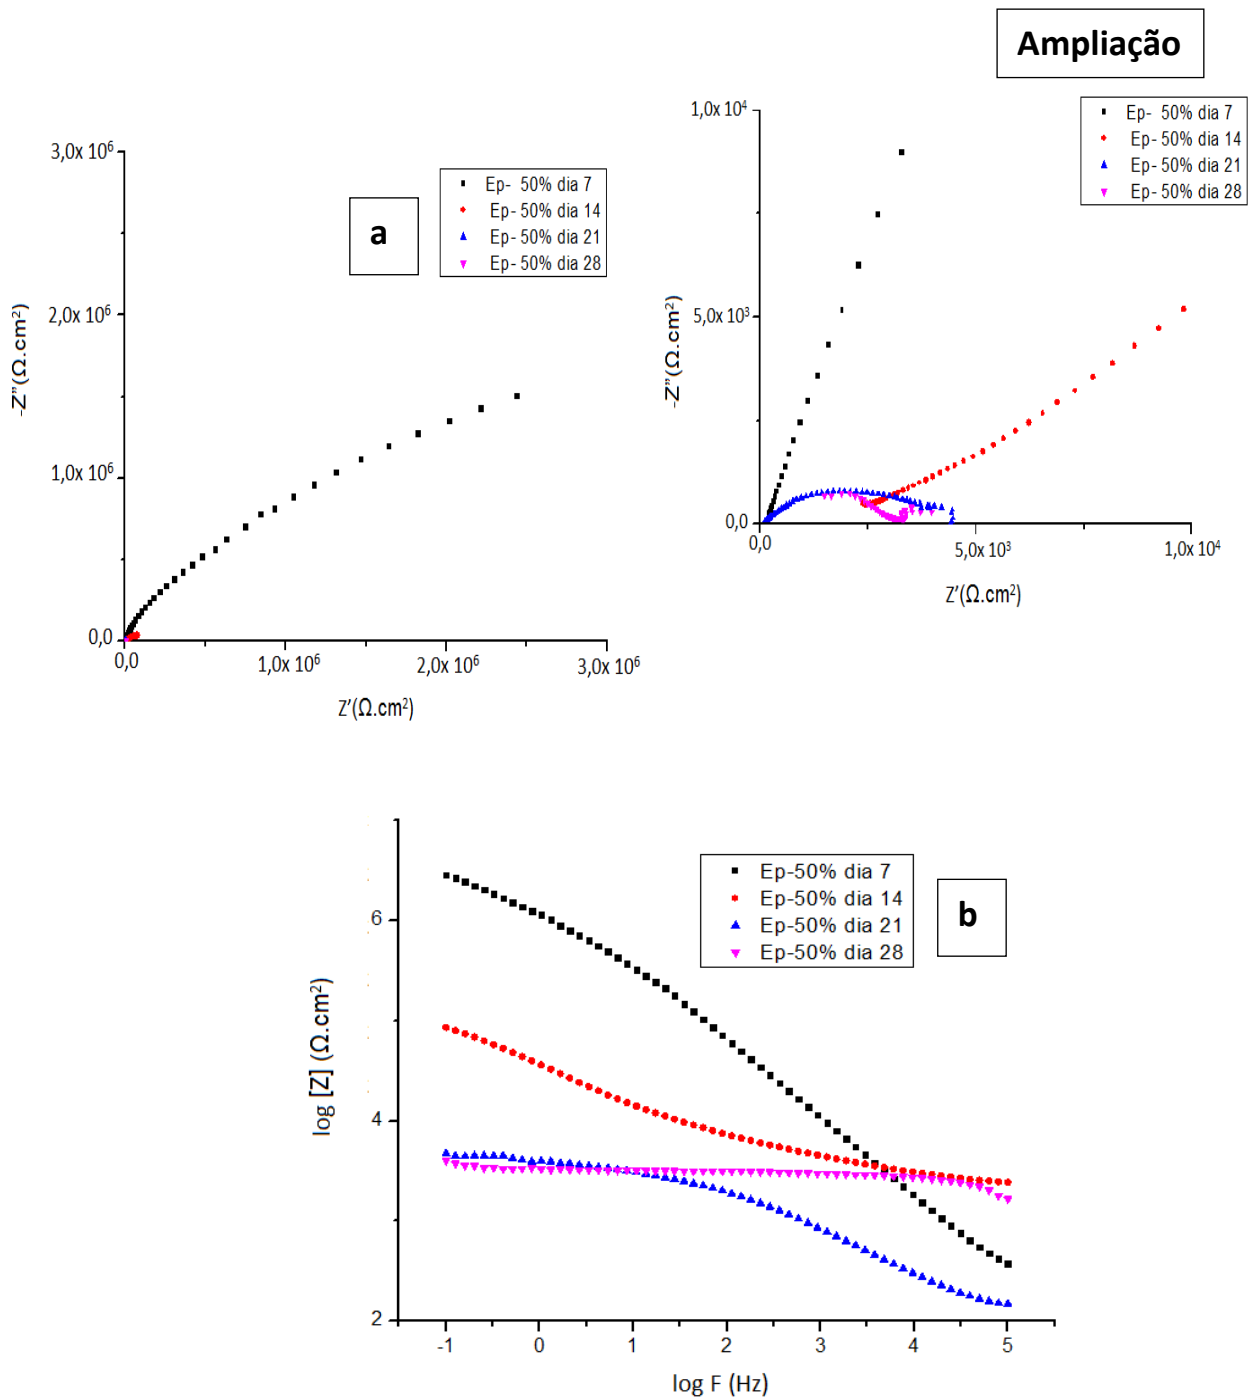 Ampliação
3,0x 10⁶
2,0x 10⁶
1,0x 10⁶
0,0
-Z"(Ω.cm²)
0,0
1,0x 10⁶
2,0x 10⁶
3,0x 10⁶
Z'(Ω.cm²)
a
Ep- 50% dia 7
Ep- 50% dia 14
Ep- 50% dia 21
Ep- 50% dia 28
1,0x 10⁴
5,0x 10³
0,0
-Z"(Ω.cm²)
0,0
5,0x 10³
1,0x 10⁴
Z'(Ω.cm²)
Ep- 50% dia 7
Ep- 50% dia 14
Ep- 50% dia 21
Ep- 50% dia 28
6
4
2
log [Z] (Ω.cm²)
-1
0
1
2
3
4
5
log F (Hz)
Ep-50% dia 7
Ep-50% dia 14
Ep-50% dia 21
Ep-50% dia 28
b